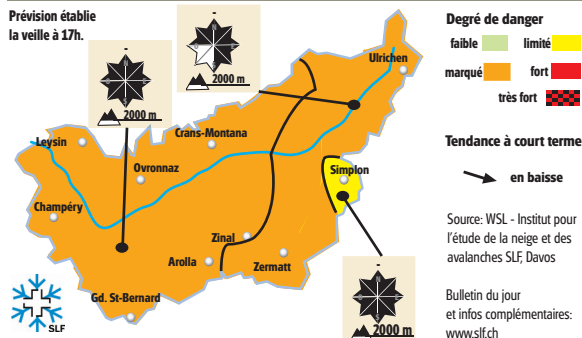 Prévision établie
la veille à 17h.
-
2000 m
-
2000 m
Ulrichen
Leysin
Crans-Montana
Ovronnaz
Simplon
Champéry
Zinal
Arolla
Zermatt
Gd. St-Bernard
-
2000 m
SLF
Degré de danger
faible
limité
marqué
fort
très fort
Tendance à court terme
en baisse
Source: WSL - Institut pour
l'étude de la neige et des
avalanches SLF, Davos
Bulletin du jour
et infos complémentaires:
www.slf.ch